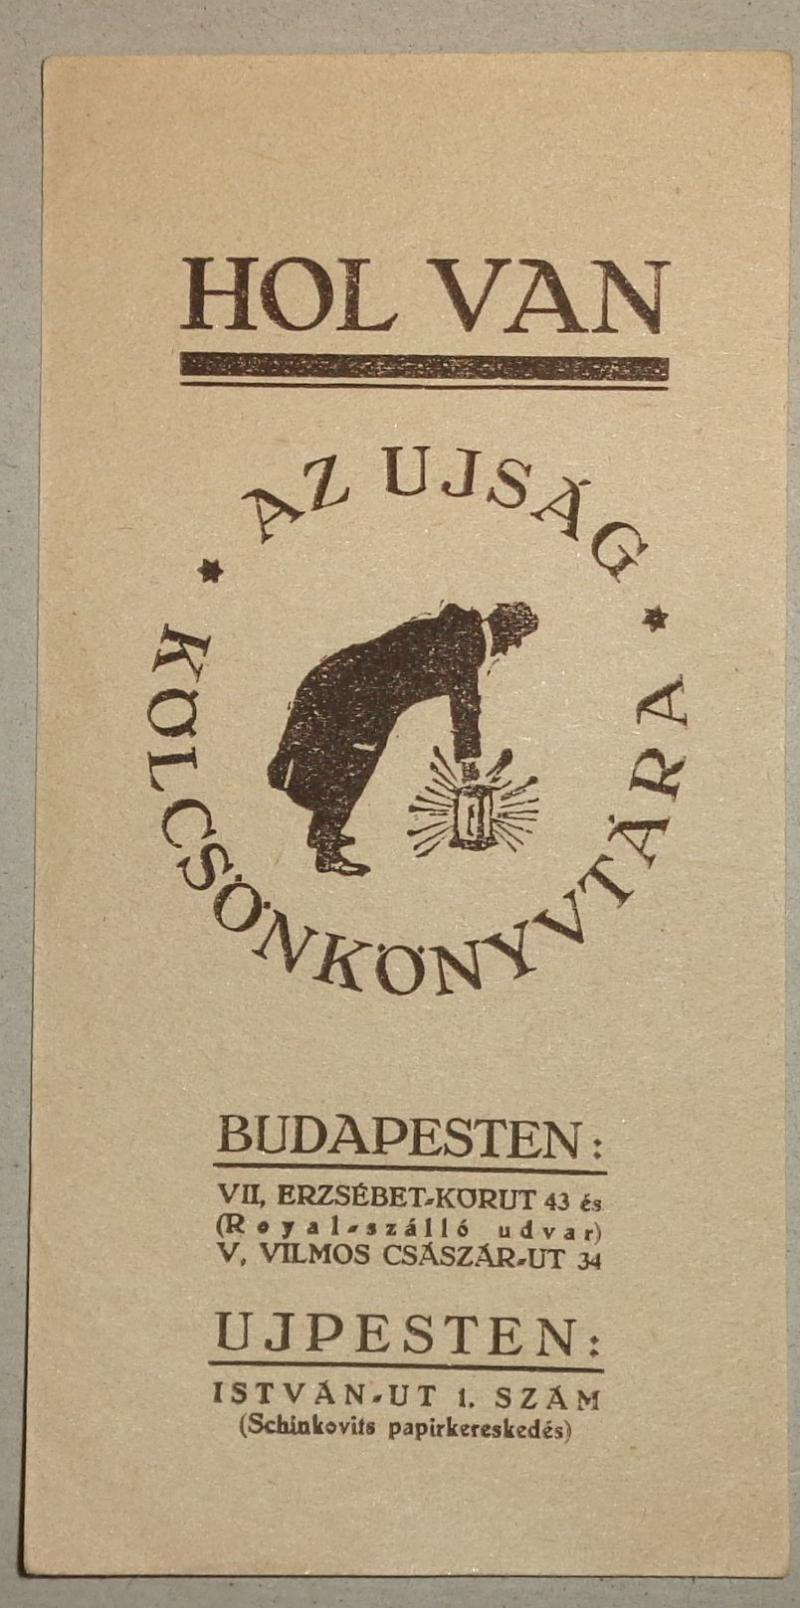 HOL VAN
AZ UJSÁG
KÖLCSÖNKÖNYVTÁRA
BUDAPESTEN:
VII, ERZSÉBET-KÖRUT 43 és
(Royal-szálló udvar)
V, VILMOS CSÁSZÁR-UT 34
UJPESTEN:
ISTVÁN-UT 1. SZÁM
(Schinkovits papirkereskedés)